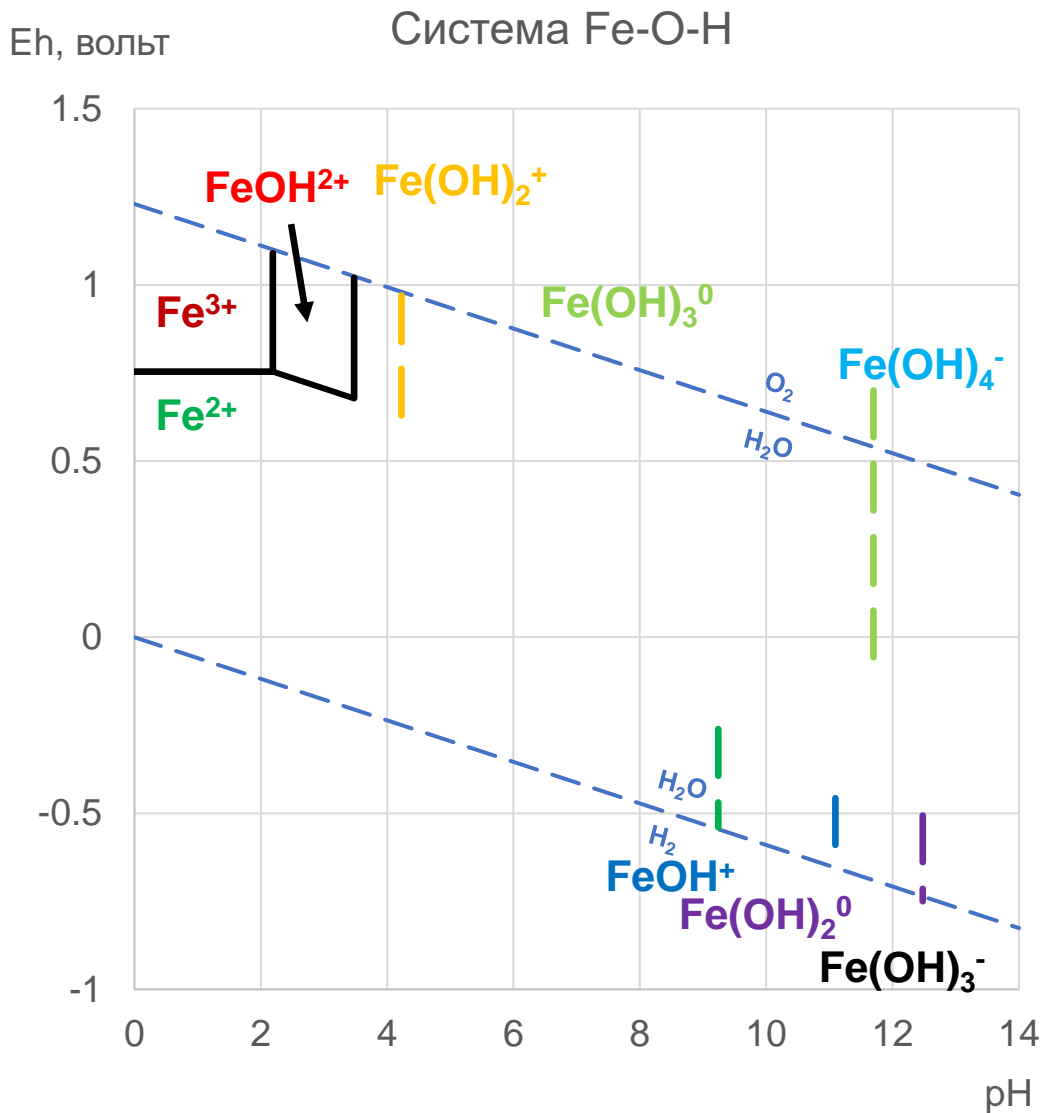 Система Fe-O-H
Eh, вольт
1.5
FeOH²⁺
Fe(OH)₂⁺
1
Fe³⁺
Fe(OH)₃⁰
Fe(OH)₄⁻
O₂
Fe²⁺
H₂O
0.5
0
H₂O
-0.5
H₂
FeOH⁺
Fe(OH)₂⁰
Fe(OH)₃⁻
-1
0 2 4 6 8 10 12 14
pH